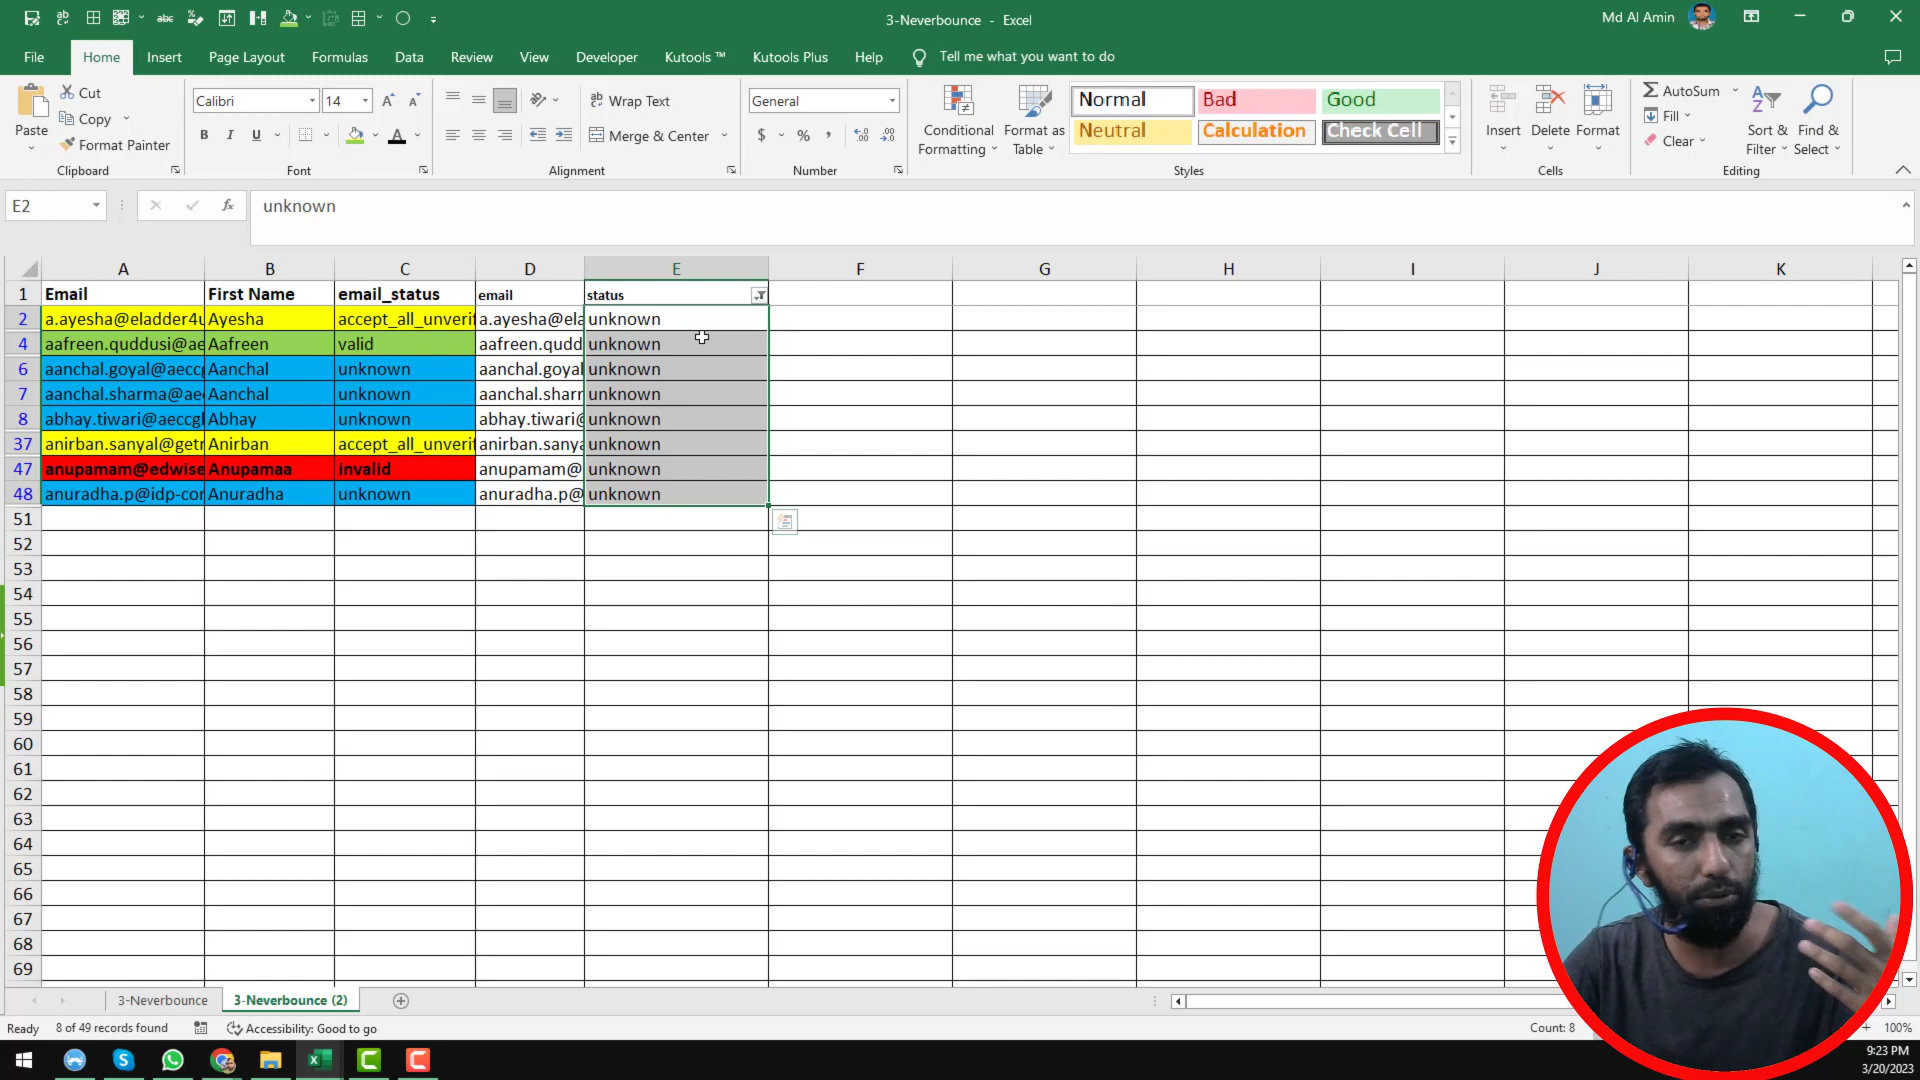 3-Neverbounce - Excel
Md Al Amin
File Home Insert Page Layout Formulas Data Review View Developer Kutools ™ Kutools Plus Help Tell me what you want to do
Paste
Cut
Copy
Format Painter
Clipboard
Calibri 14
B I U
Font
Wrap Text
Merge & Center
Alignment
General
$ % ,
Number
Conditional Formatting
Format as Table
Normal Bad Good
Neutral Calculation Check Cell
Styles
Insert Delete Format
Cells
AutoSum
Fill
Clear
Sort & Filter
Find & Select
Editing
E2 fx unknown
A B C D E F G H I J K
1 Email First Name email_status email status
2 a.ayesha@eladder4u Ayesha accept_all_unverif a.ayesha@ela unknown
4 aafreen.quddusi@ae Aafreen valid aafreen.qudd unknown
6 aanchal.goyal@aeccg Aanchal unknown aanchal.goyal unknown
7 aanchal.sharma@aec Aanchal unknown aanchal.sharr unknown
8 abhay.tiwari@aeccgl Abhay unknown abhay.tiwari@ unknown
37 anirban.sanyal@getr Anirban accept_all_unverif anirban.sanya unknown
47 anupamam@edwise Anupamaa invalid anupamam@ unknown
48 anuradha.p@idp-cor Anuradha unknown anuradha.p@ unknown
51
52
53
54
55
56
57
58
59
60
61
62
63
64
65
66
67
68
69
3-Neverbounce 3-Neverbounce (2)
Ready 8 of 49 records found Accessibility: Good to go Count: 8 100%
9:23 PM
3/20/2023